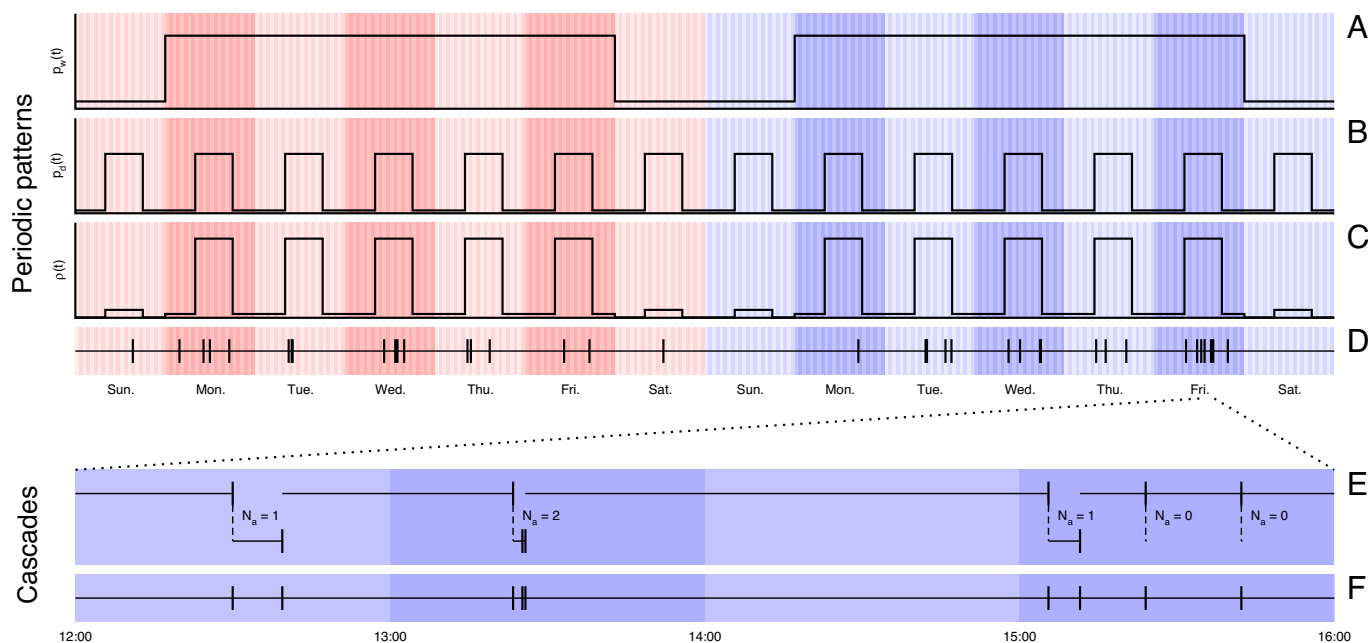 Periodic patterns
p_w(t)
A
p_d(t)
B
ρ(t)
C
D
Sun. Mon. Tue. Wed. Thu. Fri. Sat. Sun. Mon. Tue. Wed. Thu. Fri. Sat.
Cascades
E
N_a = 1 N_a = 2 N_a = 1 N_a = 0 N_a = 0
F
12:00 13:00 14:00 15:00 16:00